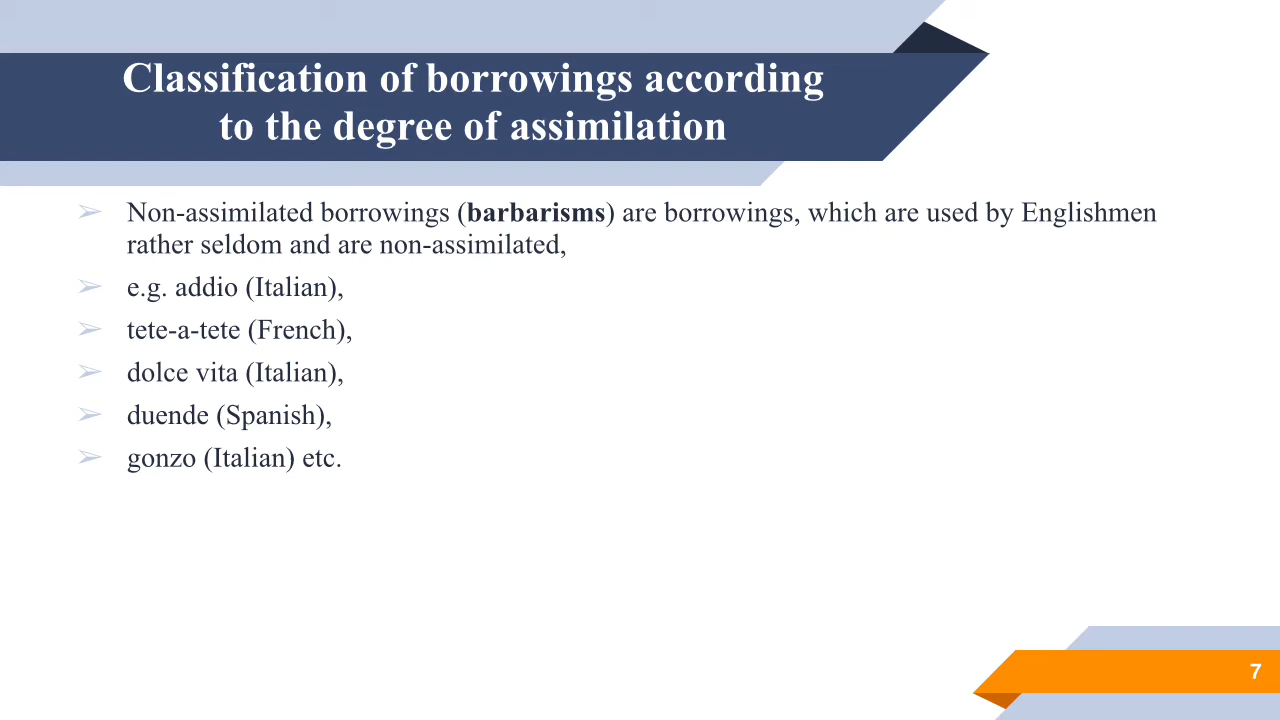 Classification of borrowings according
to the degree of assimilation
➢ Non-assimilated borrowings (barbarisms) are borrowings, which are used by Englishmen
rather seldom and are non-assimilated,
➢ e.g. addio (Italian),
➢ tete-a-tete (French),
➢ dolce vita (Italian),
➢ duende (Spanish),
➢ gonzo (Italian) etc.
7